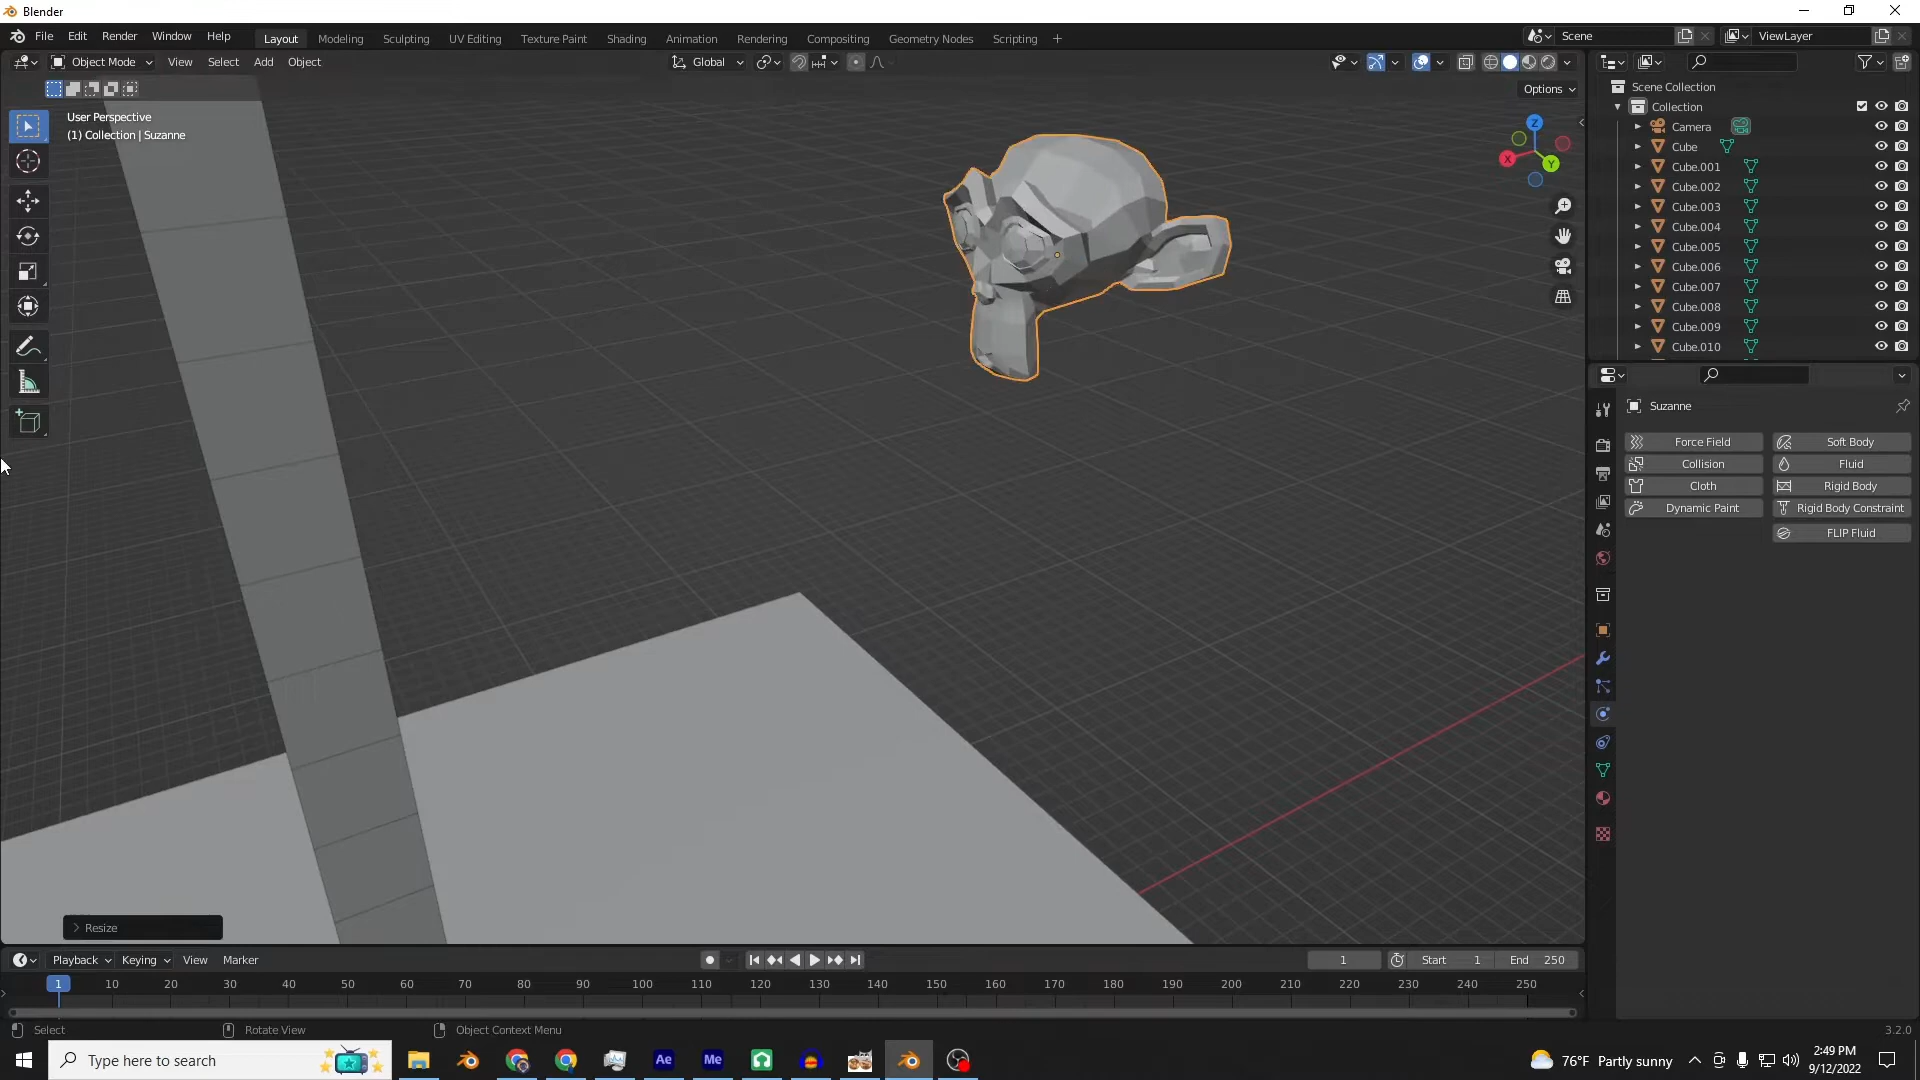 Blender
File Edit Render Window Help
Layout Modeling Sculpting UV Editing Texture Paint Shading Animation Rendering Compositing Geometry Nodes Scripting +
Scene
ViewLayer
Object Mode View Select Add Object
Global
Options
User Perspective
(1) Collection | Suzanne
Z
X
Y
Scene Collection
Collection
Camera
Cube
Cube.001
Cube.002
Cube.003
Cube.004
Cube.005
Cube.006
Cube.007
Cube.008
Cube.009
Cube.010
Suzanne
Force Field Soft Body
Collision Fluid
Cloth Rigid Body
Dynamic Paint Rigid Body Constraint
FLIP Fluid
> Resize
Playback Keying View Marker
1 Start 1 End 250
1 10 20 30 40 50 60 70 80 90 100 110 120 130 140 150 160 170 180 190 200 210 220 230 240 250
Select Rotate View Object Context Menu
3.2.0
Type here to search
Ae Me
76°F Partly sunny
2:49 PM
9/12/2022